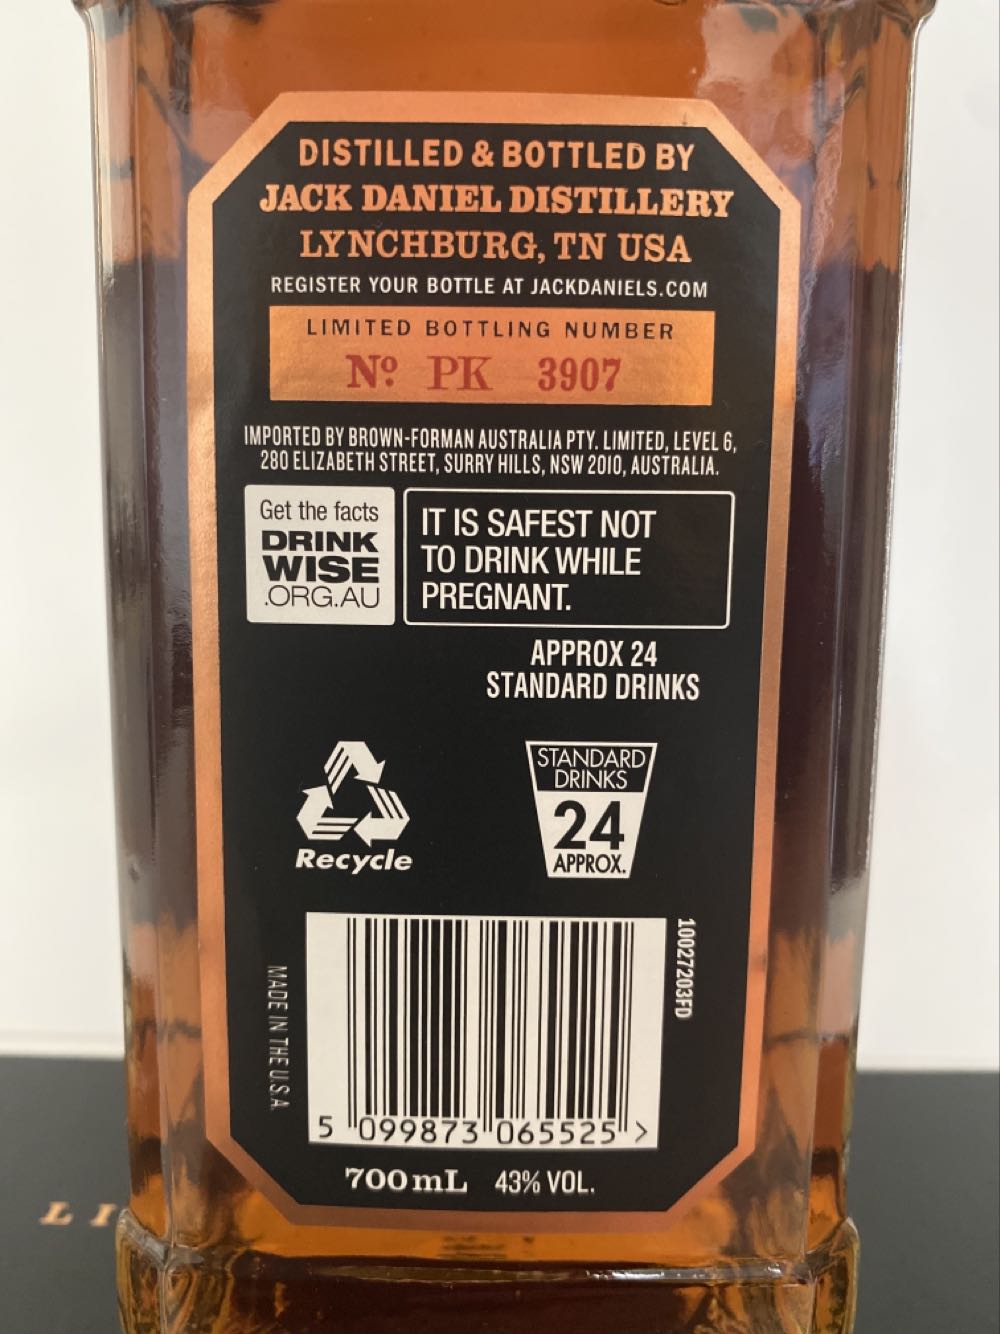 DISTILLED & BOTTLED BY
JACK DANIEL DISTILLERY
LYNCHBURG, TN USA
REGISTER YOUR BOTTLE AT JACKDANIELS.COM
LIMITED BOTTLING NUMBER
Nº PK 3907
IMPORTED BY BROWN-FORMAN AUSTRALIA PTY. LIMITED, LEVEL 6,
280 ELIZABETH STREET, SURRY HILLS, NSW 2010, AUSTRALIA.
Get the facts
DRINK
WISE
.ORG.AU
IT IS SAFEST NOT
TO DRINK WHILE
PREGNANT.
APPROX 24
STANDARD DRINKS
Recycle
STANDARD
DRINKS
24
APPROX.
MADE IN THE U.S.A.
10027203FD
5 099873 065525 >
700mL 43% VOL.
LI